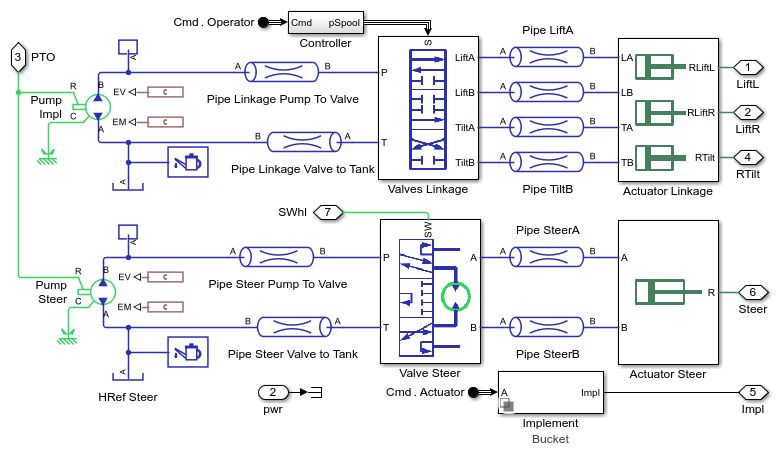 Cmd . Operator
Cmd
pSpool
Controller
Pipe LiftA
3
PTO
A
S
R
B
EV
C
A
B
P
LiftA
A
B
LA
RLiftL
1
LiftL
Pipe Linkage Pump To Valve
Pump
Impl
LiftB
A
B
LB
RLiftR
2
LiftR
C
EM
C
A
TiltA
A
B
TA
B
A
T
TiltB
A
B
TB
RTilt
4
RTilt
Pipe Linkage Valve to Tank
A
Valves Linkage
Pipe TiltB
Actuator Linkage
SWhl
7
SW
A
Pipe SteerA
A
B
P
A
A
B
A
R
B
EV
C
Pipe Steer Pump To Valve
Pump
Steer
R
6
Steer
C
EM
C
A
B
A
T
B
A
B
B
Pipe Steer Valve to Tank
Pipe SteerB
A
Valve Steer
Actuator Steer
HRef Steer
2
pwr
Cmd . Actuator
A
Impl
5
Impl
Implement
Bucket